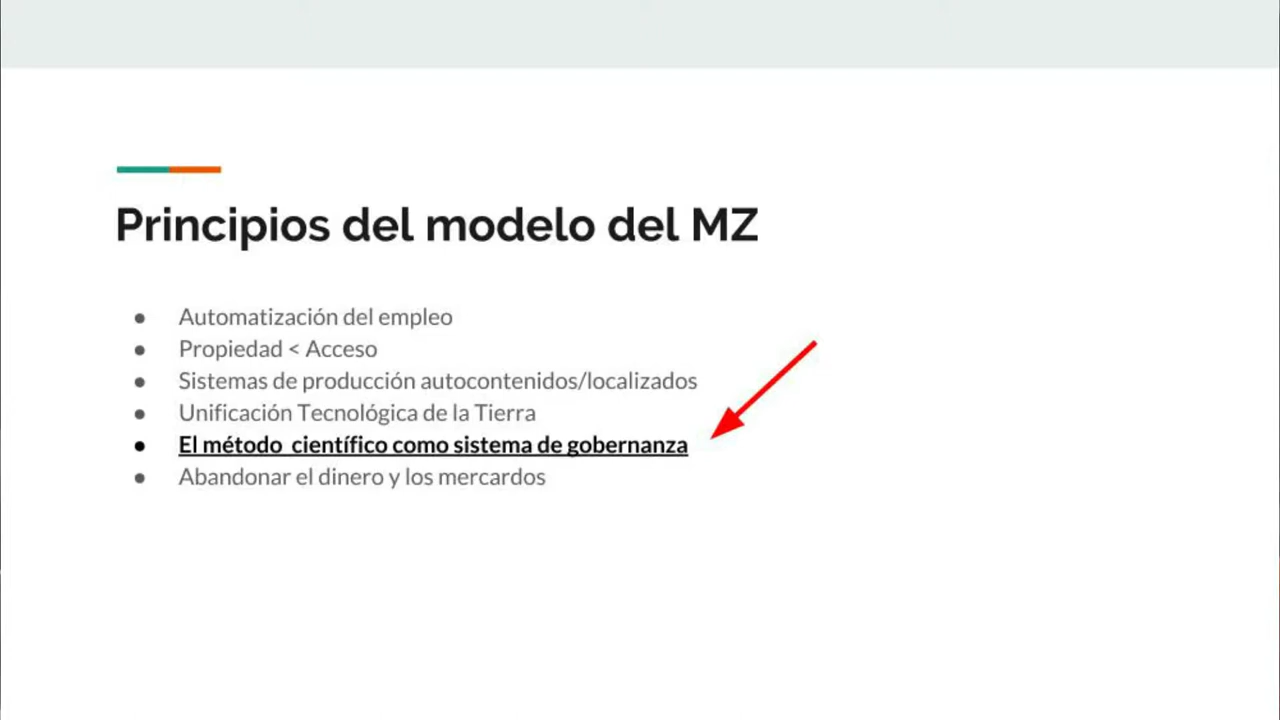 Principios del modelo del MZ
● Automatización del empleo
● Propiedad < Acceso
● Sistemas de producción autocontenidos/localizados
● Unificación Tecnológica de la Tierra
● El método  científico como sistema de gobernanza
● Abandonar el dinero y los mercardos